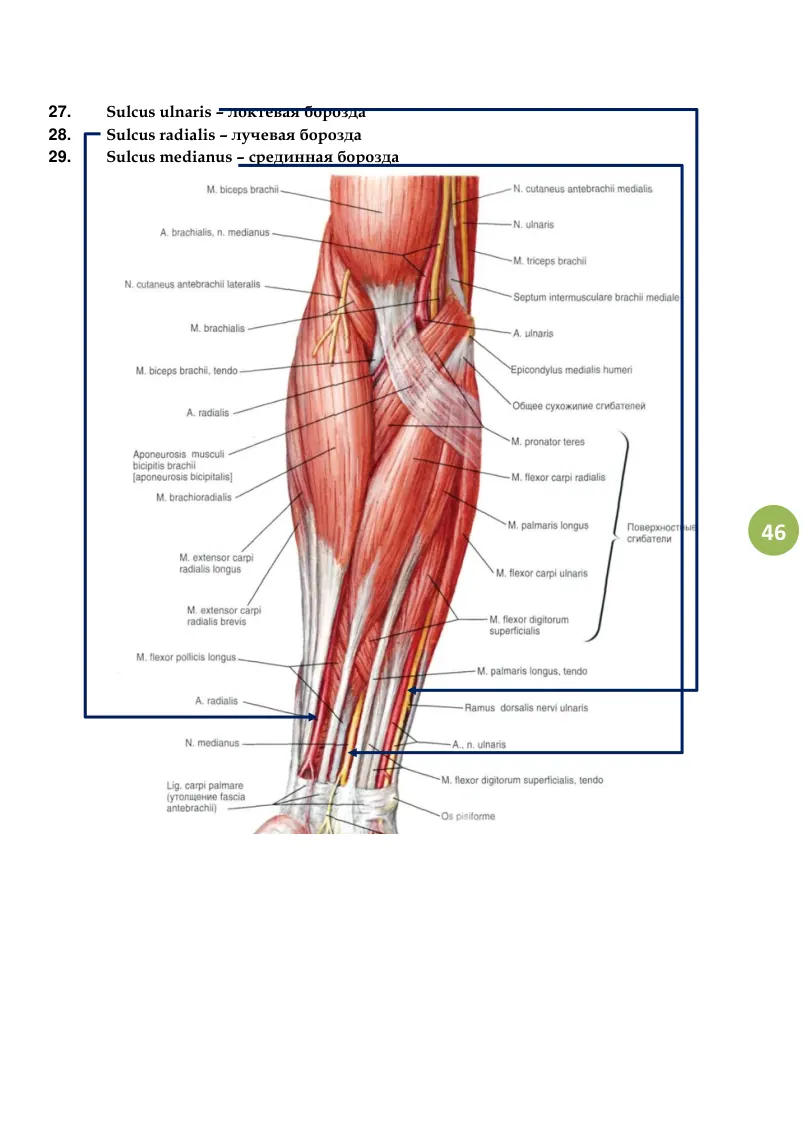 27. Sulcus ulnaris – локтевая борозда
28. Sulcus radialis – лучевая борозда
29. Sulcus medianus – срединная борозда
M. biceps brachii
A. brachialis, n. medianus
N. cutaneus antebrachii lateralis
M. brachialis
M. biceps brachii, tendo
A. radialis
Aponeurosis musculi
bicipitis brachii
[aponeurosis bicipitalis]
M. brachioradialis
M. extensor carpi
radialis longus
M. extensor carpi
radialis brevis
M. flexor pollicis longus
A. radialis
N. medianus
Lig. carpi palmare
(утолщение fascia
antebrachii)
N. cutaneus antebrachii medialis
N. ulnaris
M. triceps brachii
Septum intermusculare brachii mediale
A. ulnaris
Epicondylus medialis humeri
Общее сухожилие сгибателей
M. pronator teres
M. flexor carpi radialis
M. palmaris longus
M. flexor carpi ulnaris
M. flexor digitorum
superficialis
Поверхностные
сгибатели
M. palmaris longus, tendo
Ramus dorsalis nervi ulnaris
A., n. ulnaris
M. flexor digitorum superficialis, tendo
Os pisiforme
46